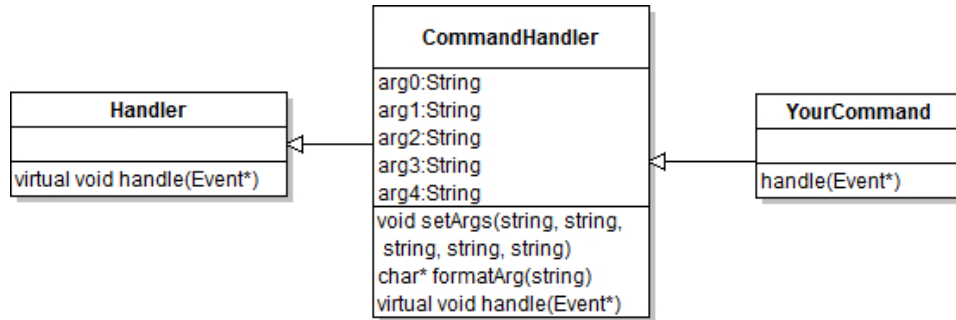 Handler
virtual void handle(Event*)
CommandHandler
arg0:String
arg1:String
arg2:String
arg3:String
arg4:String
void setArgs(string, string,
string, string, string)
char* formatArg(string)
virtual void handle(Event*)
YourCommand
handle(Event*)